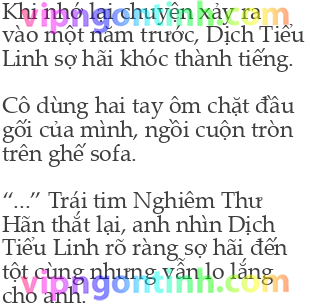 Khi nhớ lại chuyện xảy ra
vào một năm trước, Dịch Tiểu
Linh sợ hãi khóc thành tiếng.
Cô dùng hai tay ôm chặt đầu
gối của mình, ngồi cuộn tròn
trên ghế sofa.
“...” Trái tim Nghiêm Thư
Hãn thắt lại, anh nhìn Dịch
Tiểu Linh rõ ràng sợ hãi đến
tột cùng nhưng vẫn lo lắng
cho anh.
vipngontinh.com
vipngontinh.com